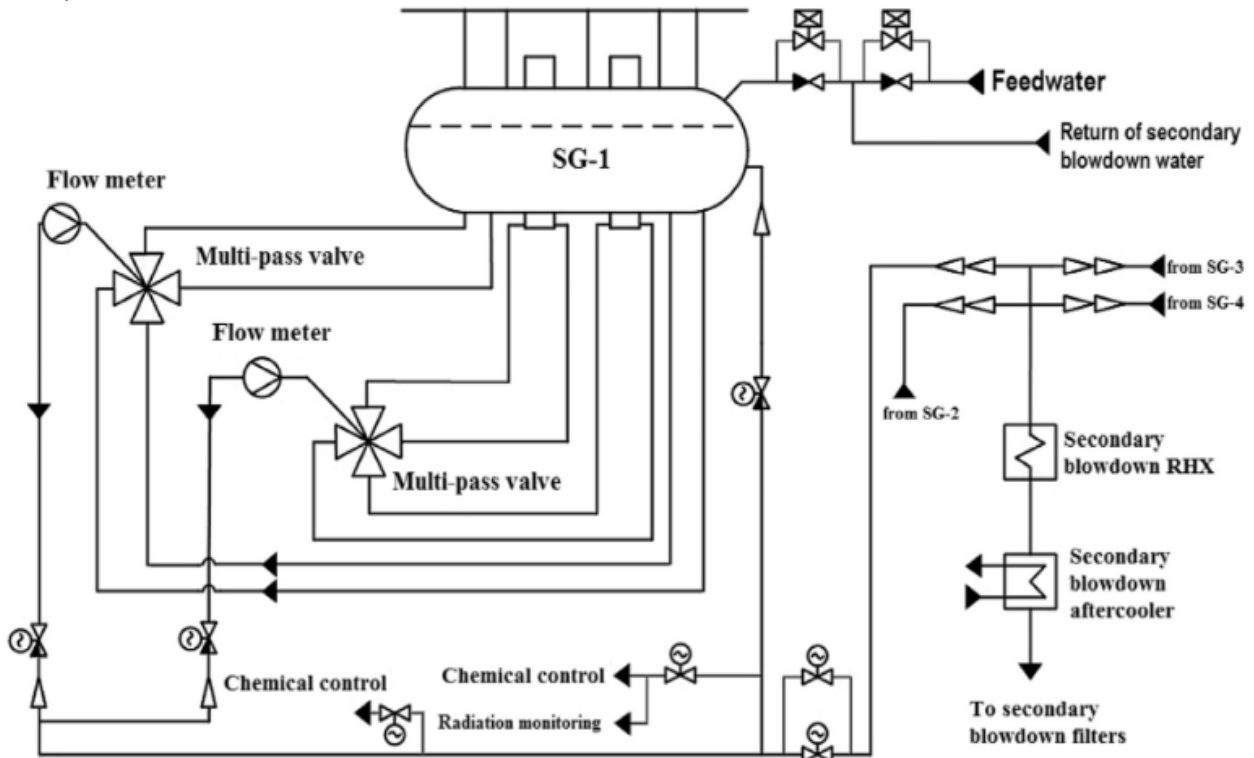 Feedwater
SG-1
Return of secondary
blowdown water
Flow meter
Multi-pass valve
from SG-3
from SG-4
Flow meter
from SG-2
Secondary
blowdown RHX
Multi-pass valve
Secondary
blowdown
aftercooler
Chemical control
Chemical control
Radiation monitoring
To secondary
blowdown filters